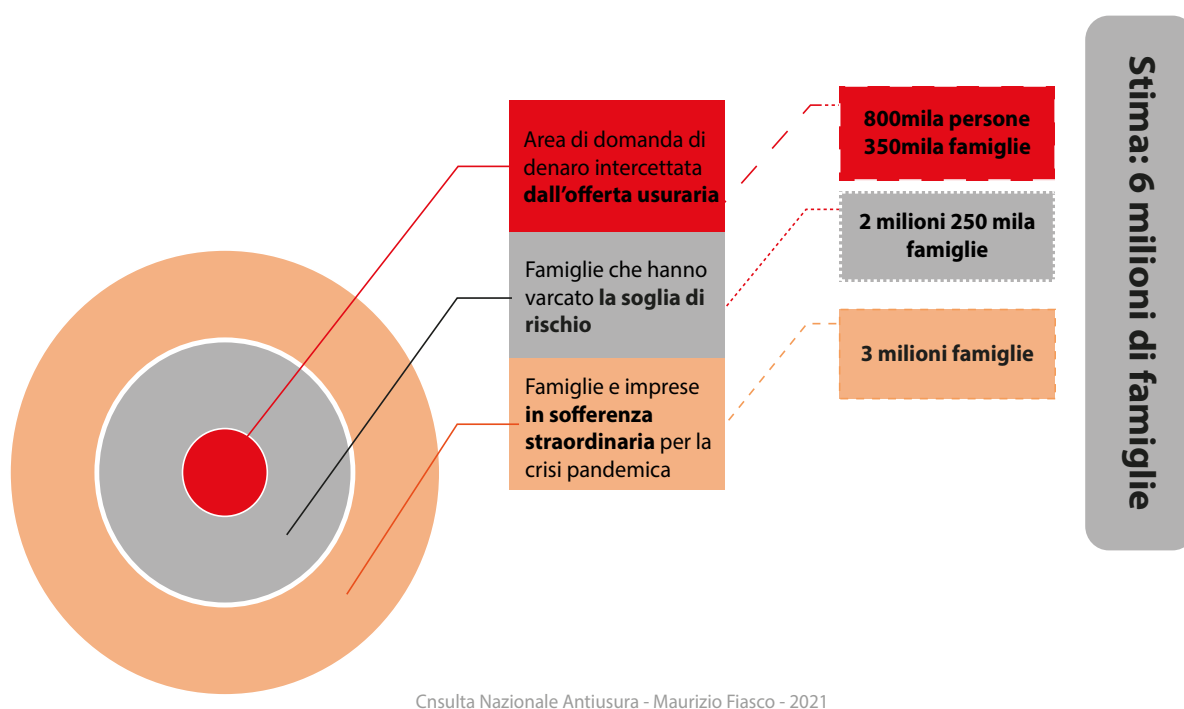 Area di domanda di
denaro intercettata
dall’offerta usuraria
800mila persone
350mila famiglie
Famiglie che hanno
varcato la soglia di
rischio
2 milioni 250 mila
famiglie
Famiglie e imprese
in sofferenza
straordinaria per la
crisi pandemica
3 milioni famiglie
Stima: 6 milioni di famiglie
Cnsulta Nazionale Antiusura - Maurizio Fiasco - 2021